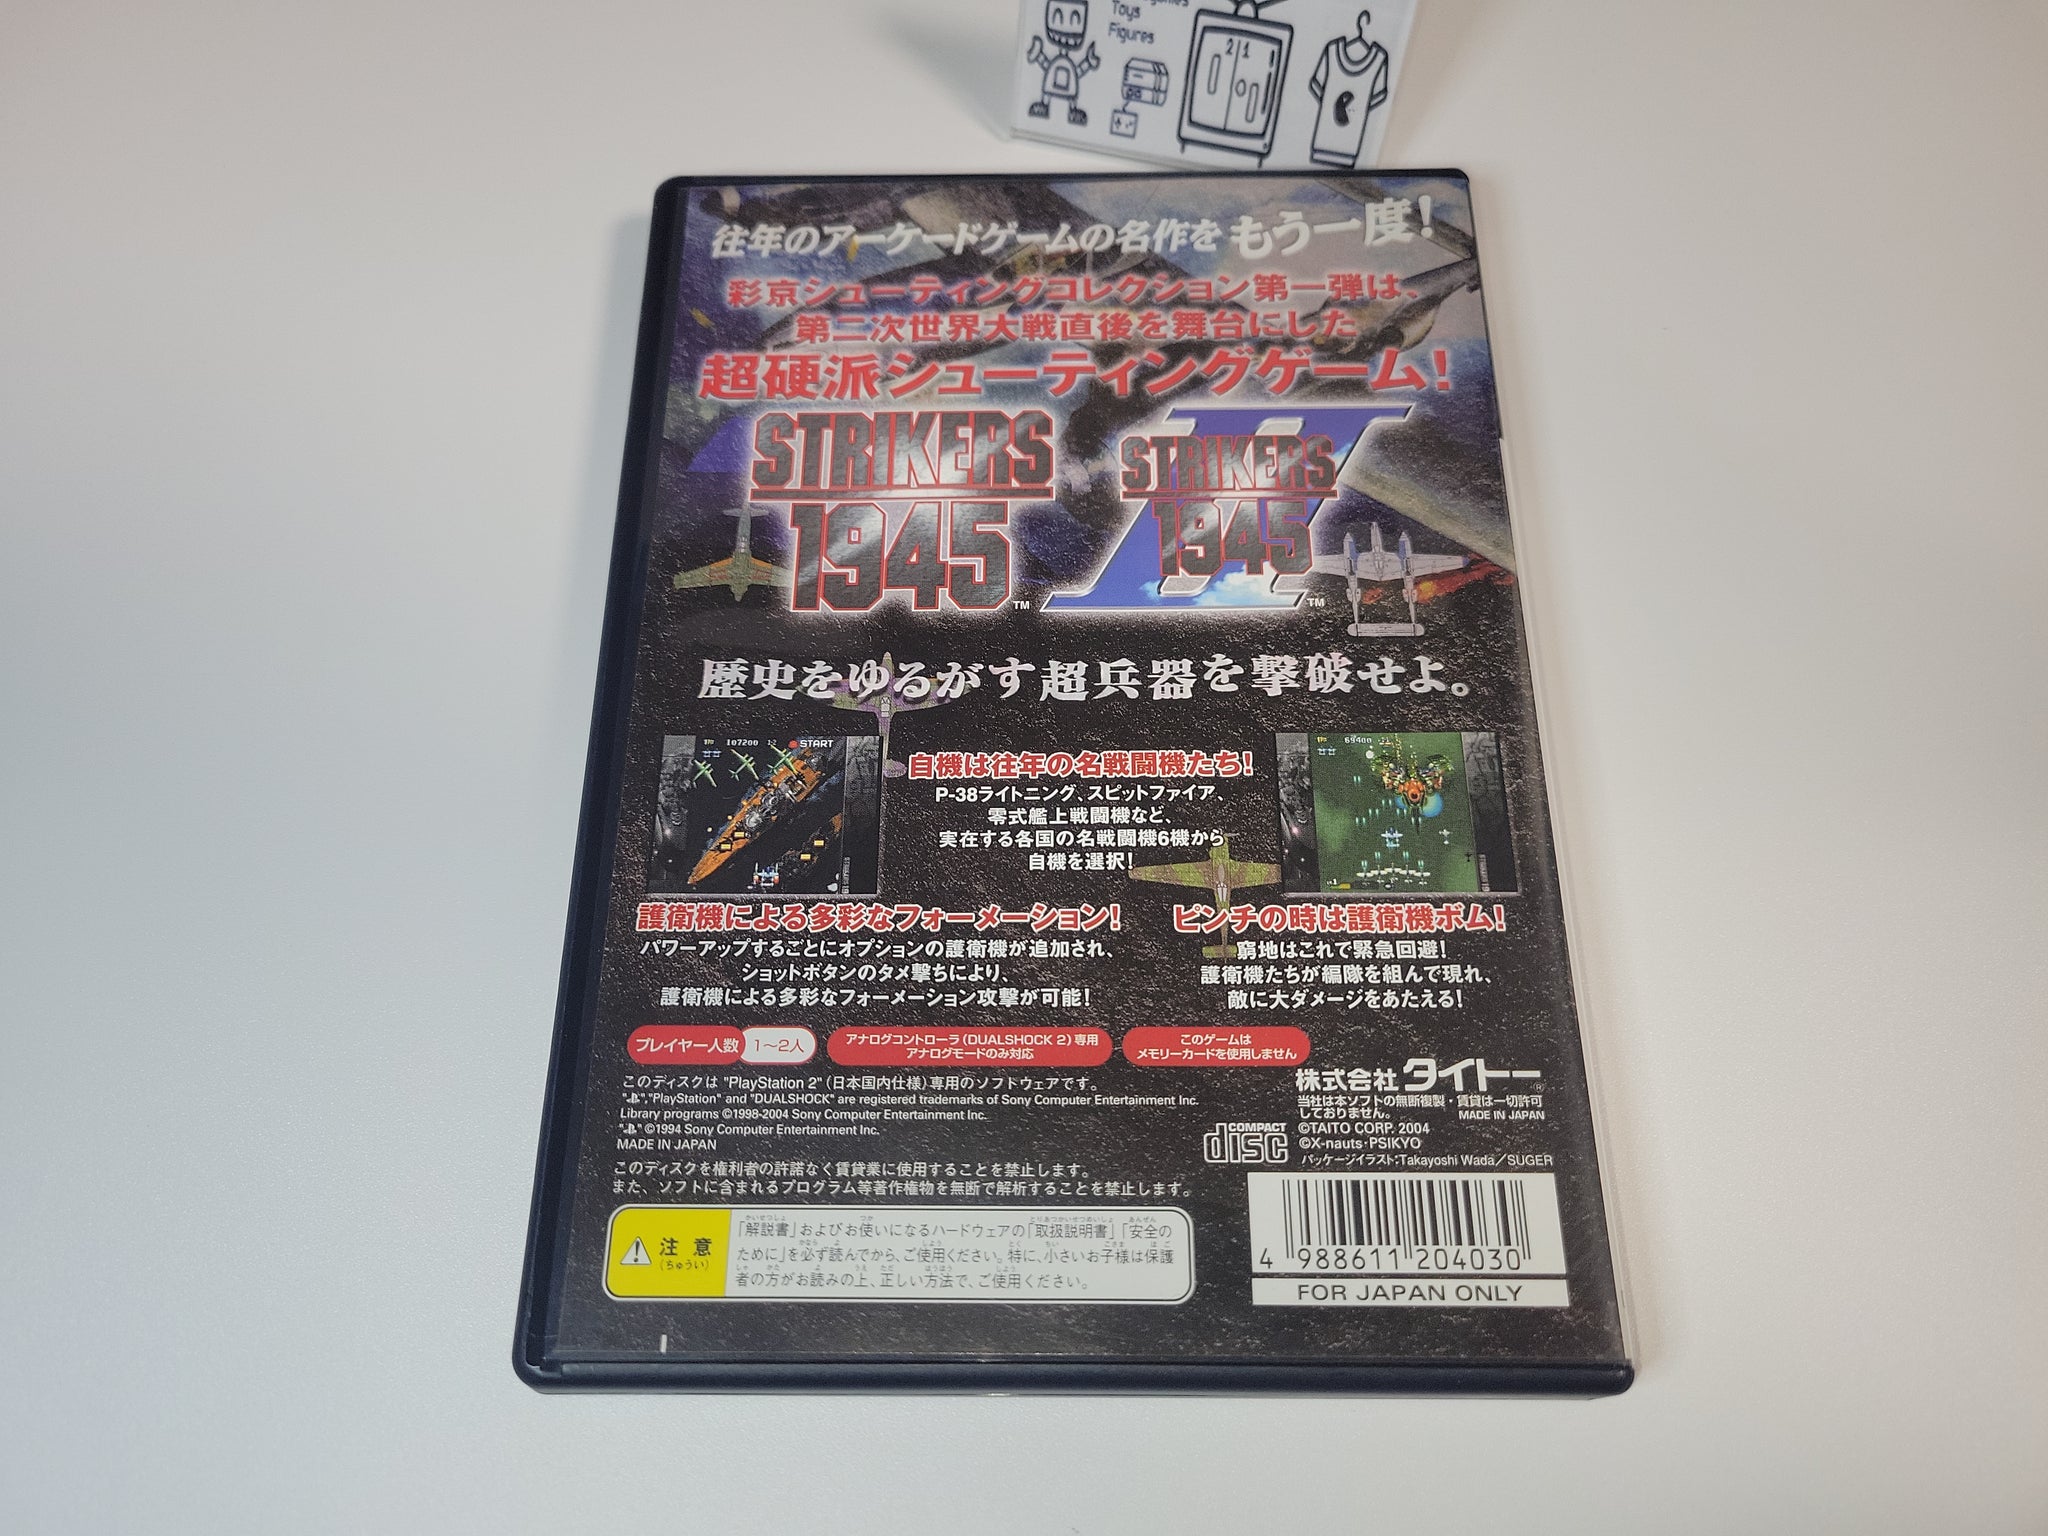 Toys
Figures
21
往年のアーケードゲームの名作をもう一度!
彩京シューティングコレクション第一弾は、
第二次世界大戦直後を舞台にした
超硬派シューティングゲーム!
STRIKERS
1945
TM
II
STRIKERS
1945
TM
歴史をゆるがす超兵器を撃破せよ。
107200
START
69400
自機は往年の名戦闘機たち!
P-38ライトニング、スピットファイア、
零式艦上戦闘機など、
実在する各国の名戦闘機6機から
自機を選択!
護衛機による多彩なフォーメーション!
パワーアップするごとにオプションの護衛機が追加され、
ショットボタンのタメ撃ちにより、
護衛機による多彩なフォーメーション攻撃が可能!
ピンチの時は護衛機ボム!
窮地はこれで緊急回避!
護衛機たちが編隊を組んで現れ、
敵に大ダメージをあたえる!
プレイヤー人数 1〜2人
アナログコントローラ(DUALSHOCK 2)専用
アナログモードのみ対応
このゲームは
メモリーカードを使用しません
このディスクは "PlayStation 2" (日本国内仕様)専用のソフトウェアです。
" ","PlayStation" and "DUALSHOCK" are registered trademarks of Sony Computer Entertainment Inc.
Library programs ©1998-2004 Sony Computer Entertainment Inc.
" " ©1994 Sony Computer Entertainment Inc.
MADE IN JAPAN
このディスクを権利者の許諾なく賃貸業に使用することを禁止します。
また、ソフトに含まれるプログラム等著作権物を無断で解析することを禁止します。
株式会社 タイトー®
当社は本ソフトの無断複製・賃貸は一切許可
しておりません。 MADE IN JAPAN
©TAITO CORP. 2004
©X-nauts・PSIKYO
パッケージイラスト:Takayoshi Wada/SUGER
COMPACT
disc
注意
(ちゅうい)
「解説書」およびお使いになるハードウェアの「取扱説明書」「安全の
ために」を必ず読んでから、ご使用ください。特に、小さいお子様は保護
者の方がお読みの上、正しい方法で、ご使用ください。
4 988611 204030
FOR JAPAN ONLY